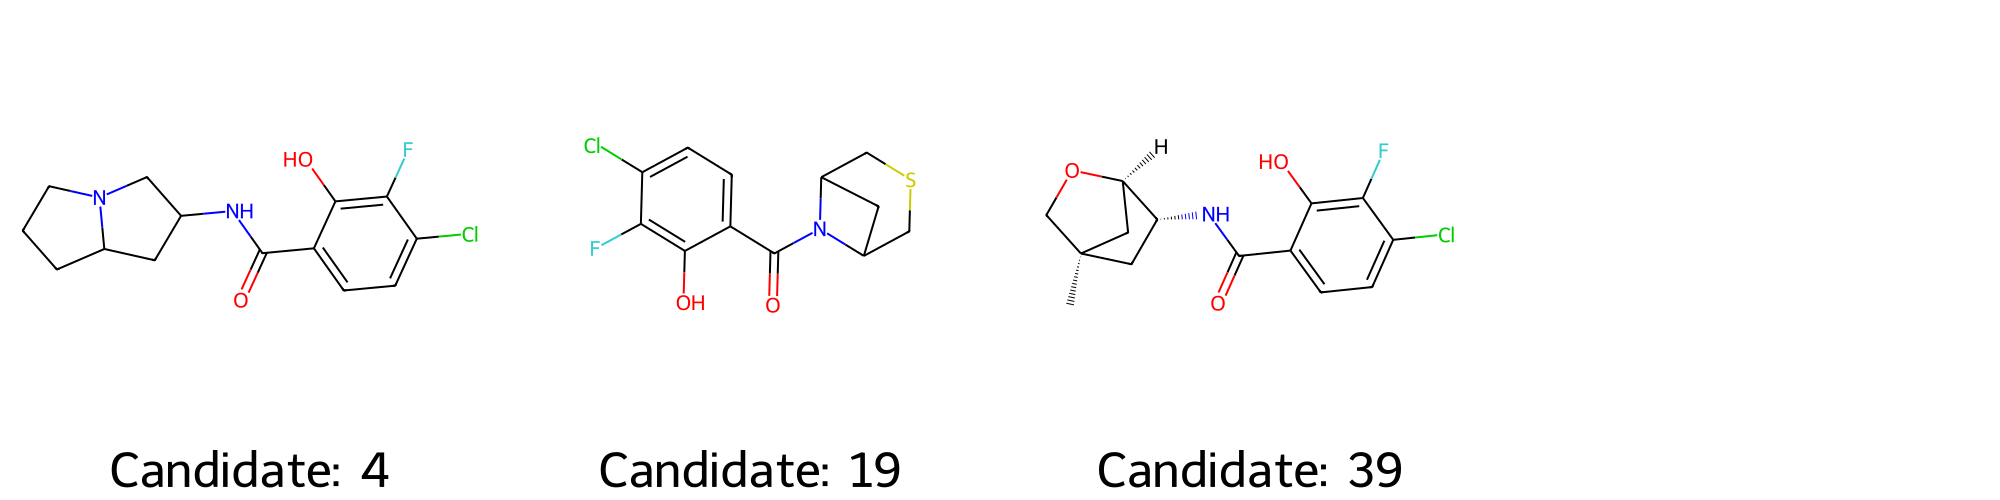 HO
F
N
NH
Cl
O
Candidate: 4
Cl
S
N
F
OH
O
Candidate: 19
H
O
HO
F
NH
Cl
O
Candidate: 39